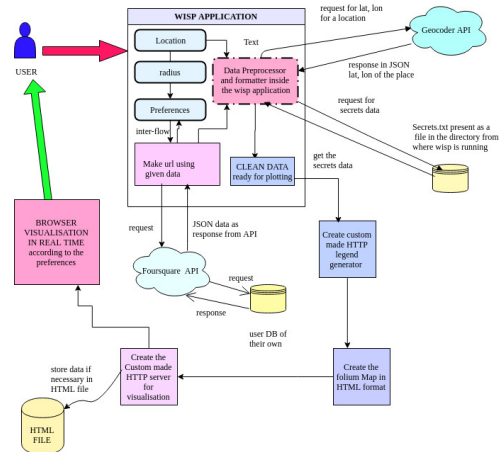 WISP APPLICATION
request for lat, lon
for a location
Location
Text
Geocoder API
USER
radius
Data Preprocessor
and formatter inside
the wisp application
response in JSON
lat, lon of the place
Preferences
request for
secrets data
inter-flow
Secrets.txt present as a
file in the directory from
where wisp is running
Make url using
given data
CLEAN DATA
ready for plotting
get the
secrets data
BROWSER
VISUALISATION
IN REAL TIME
according to the
preferences
request
JSON data as
response from API
Create custom
made HTTP
legend
generator
Foursquare API
request
response
user DB of
their own
store data if
necessary in
HTML file
Create the
Custom made
HTTP server
for
visualisation
Create the
folium Map in
HTML format
HTML
FILE